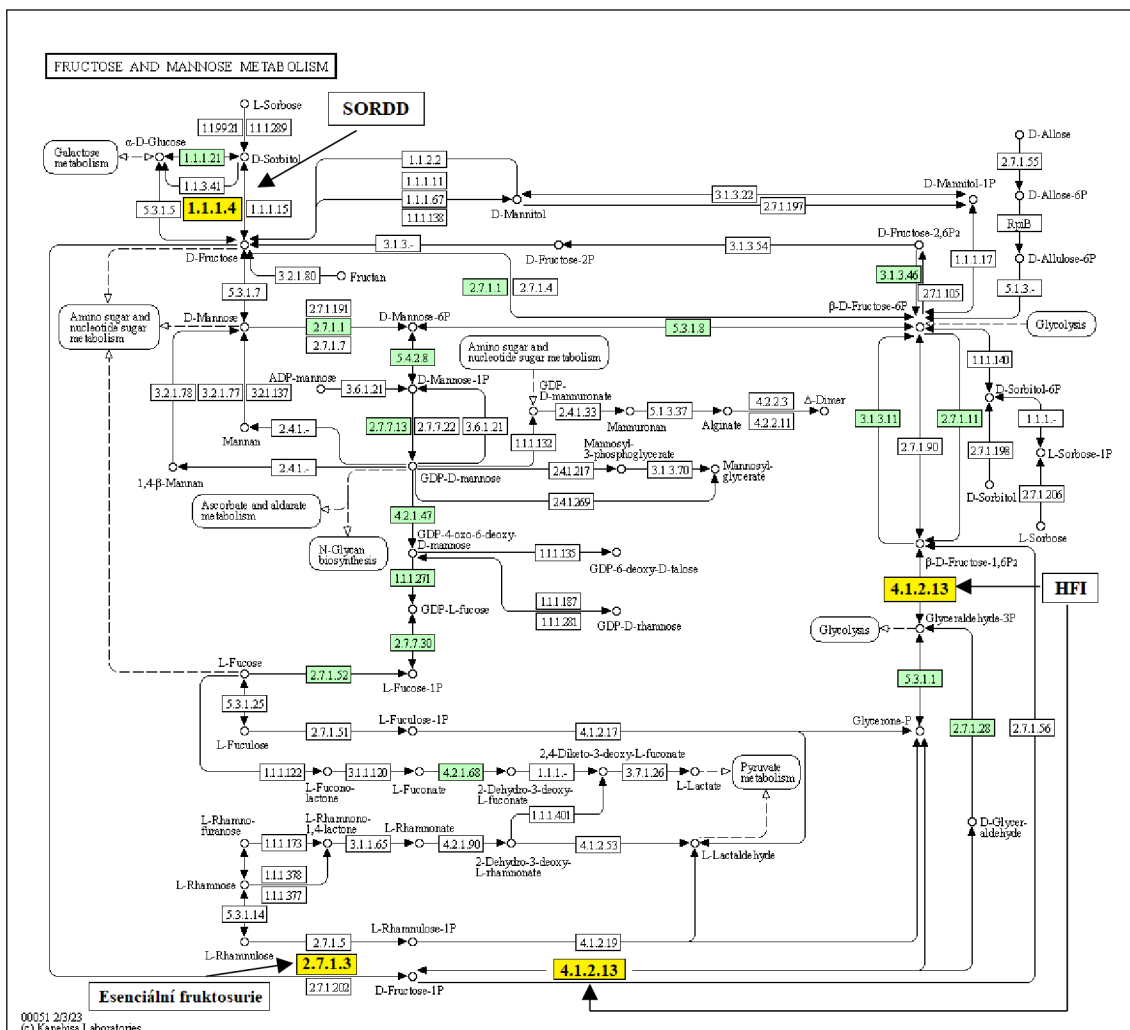 FRUCTOSE AND MANNOSE METABOLISM
SORDD
L-Sorbose
1.1.99.21 1.1.1.289
α-D-Glucose
Galactose
metabolism
1.1.1.21
D-Sorbitol
1.1.3.41
5.3.1.5
1.1.1.4
1.1.1.15
1.1.2.2
1.1.1.11
1.1.1.67
1.1.1.138
D-Mannitol
3.1.3.22
2.7.1.197
D-Mannitol-1P
D-Allose
2.7.1.55
D-Allose-6P
RpiB
D-Allulose-6P
5.1.3.-
D-Fructose
3.1.3.-
D-Fructose-2P
3.1.3.54
D-Fructose-2,6P2
1.1.1.17
3.1.3.46
2.7.1.105
3.2.1.80
Fructan
2.7.1.1
2.7.1.4
β-D-Fructose-6P
5.3.1.7
Amino sugar and
nucleotide sugar
metabolism
D-Mannose
2.7.1.191
2.7.1.1
2.7.1.7
D-Mannose-6P
5.3.1.8
Glycolysis
5.4.2.8
Amino sugar and
nucleotide sugar metabolism
1.1.1.140
D-Sorbitol-6P
ADP-mannose
3.6.1.21
D-Mannose-1P
GDP-
D-mannuronate
3.2.1.78
3.2.1.77
3.2.1.137
2.4.1.33
Mannuronan
5.1.3.37
Alginate
4.2.2.3
4.2.2.11
Δ-Dimer
1.1.1.-
L-Sorbose-1P
3.1.3.11
2.7.1.11
2.7.1.90
2.7.1.198
D-Sorbitol
2.7.1.206
L-Sorbose
Mannan
2.4.1.-
2.7.7.13
2.7.7.22
3.6.1.21
1.1.1.132
Mannosyl-
3-phosphoglycerate
2.4.1.217
3.1.3.70
Mannosyl-
glycerate
2.4.1.269
1,4-β-Mannan
2.4.1.-
GDP-D-mannose
Ascorbate and aldarate
metabolism
N-Glycan
biosynthesis
4.2.1.47
GDP-4-oxo-6-deoxy-
D-mannose
1.1.1.135
GDP-6-deoxy-D-talose
1.1.1.271
1.1.1.187
1.1.1.281
GDP-D-rhamnose
GDP-L-fucose
2.7.7.30
β-D-Fructose-1,6P2
4.1.2.13
HFI
Glyceraldehyde-3P
Glycolysis
L-Fucose
2.7.1.52
L-Fucose-1P
5.3.1.1
5.3.1.25
L-Fuculose
2.7.1.51
L-Fuculose-1P
4.1.2.17
Glycerone-P
2.7.1.28
2.7.1.56
1.1.1.122
L-Fucono-
lactone
3.1.1.120
L-Fuconate
4.2.1.68
2-Dehydro-3-deoxy-
L-fuconate
1.1.1.-
2,4-Diketo-3-deoxy-L-fuconate
3.7.1.26
L-Lactate
Pyruvate
metabolism
1.1.1.401
L-Rhamno-
furanose
1.1.1.173
L-Rhamnono-
1,4-lactone
3.1.1.65
L-Rhamnonate
4.2.1.90
2-Dehydro-3-deoxy-
L-rhamnonate
4.1.2.53
L-Lactaldehyde
D-Glycer-
aldehyde
L-Rhamnose
1.1.1.378
1.1.1.377
5.3.1.14
L-Rhamnulose
2.7.1.5
L-Rhamnulose-1P
4.1.2.19
2.7.1.3
2.7.1.202
D-Fructose-1P
4.1.2.13
Esenciální fruktosurie
00051 2/3/23
(c) Kanehisa Laboratories